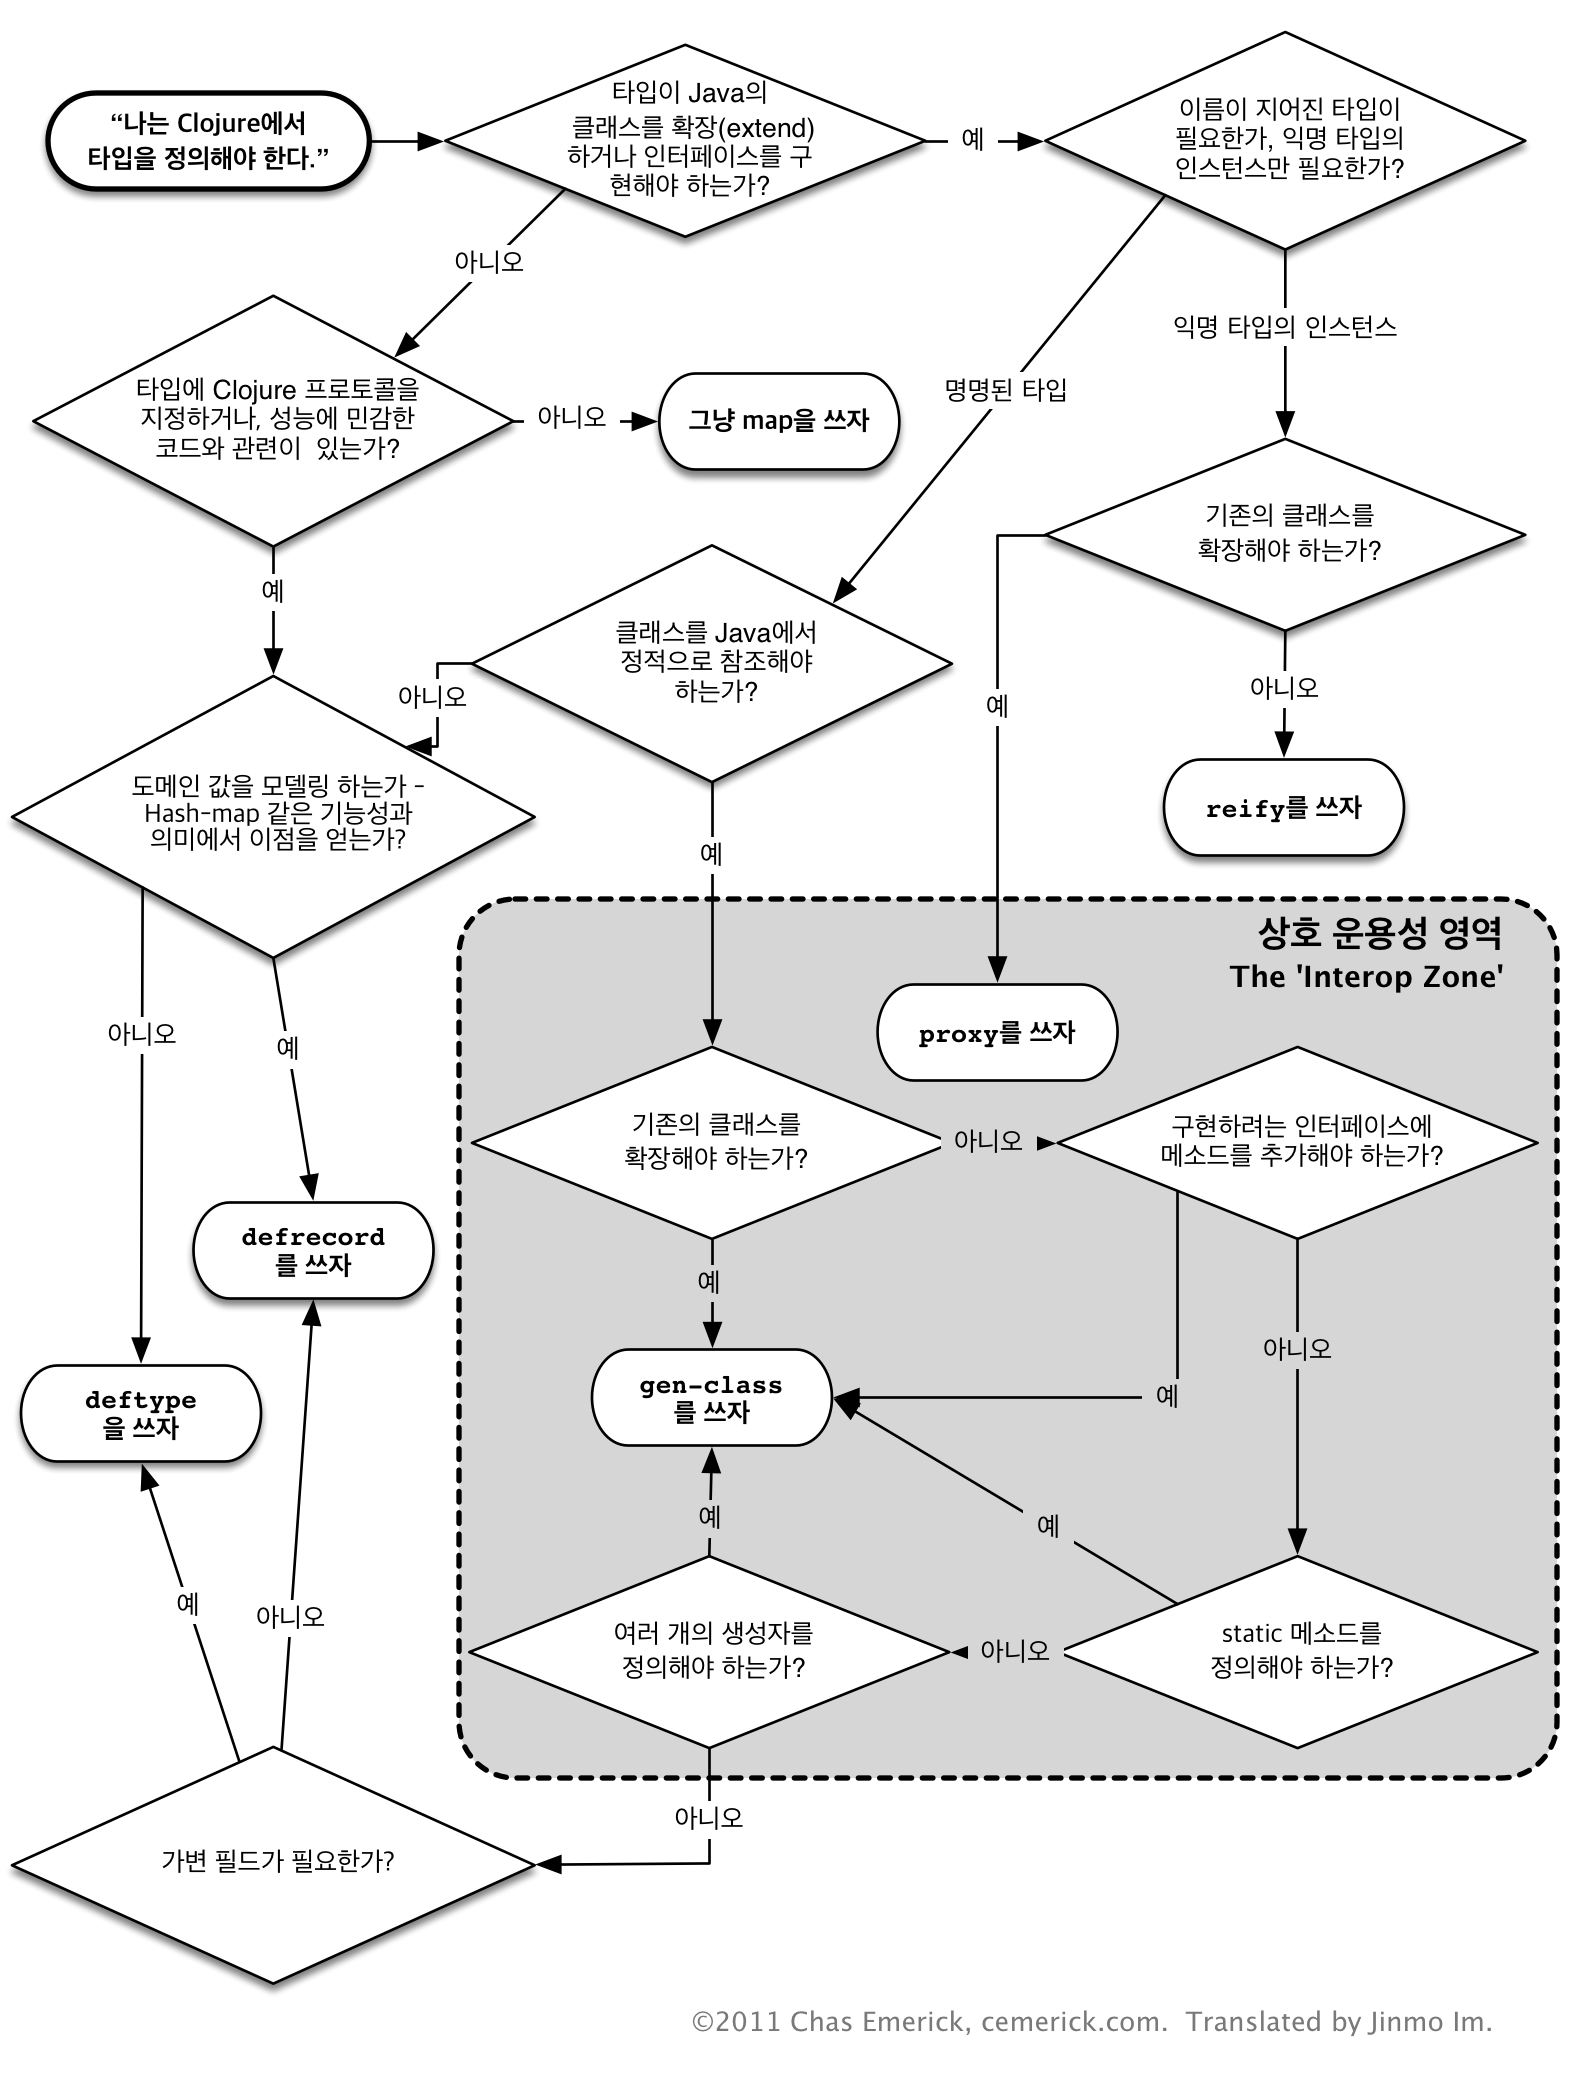 “나는 Clojure에서
타입을 정의해야 한다.”
타입이 Java의
클래스를 확장(extend)
하거나 인터페이스를 구
현해야 하는가?
예
이름이 지어진 타입이
필요한가, 익명 타입의
인스턴스만 필요한가?
아니오
익명 타입의 인스턴스
명명된 타입
타입에 Clojure 프로토콜을
지정하거나, 성능에 민감한
코드와 관련이 있는가?
아니오
그냥 map을 쓰자
기존의 클래스를
확장해야 하는가?
예
클래스를 Java에서
정적으로 참조해야
하는가?
아니오
예
아니오
도메인 값을 모델링 하는가 -
Hash-map 같은 기능성과
의미에서 이점을 얻는가?
reify를 쓰자
예
상호 운용성 영역
The 'Interop Zone'
proxy를 쓰자
아니오
예
기존의 클래스를
확장해야 하는가?
아니오
구현하려는 인터페이스에
메소드를 추가해야 하는가?
defrecord
를 쓰자
예
아니오
deftype
을 쓰자
gen-class
를 쓰자
예
예
예
예
아니오
여러 개의 생성자를
정의해야 하는가?
아니오
static 메소드를
정의해야 하는가?
아니오
가변 필드가 필요한가?
©2011 Chas Emerick, cemerick.com. Translated by Jinmo Im.